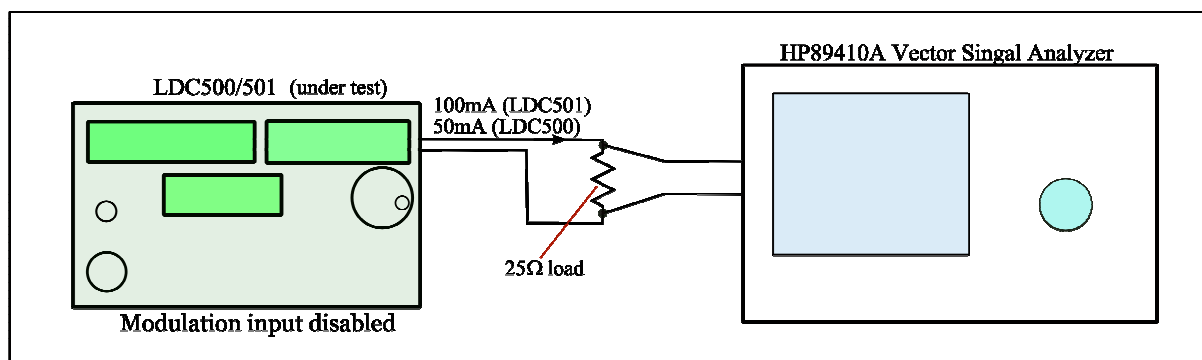 HP89410A Vector Singal Analyzer
LDC500/501 (under test)
100mA (LDC501)
50mA (LDC500)
25Ω load
Modulation input disabled